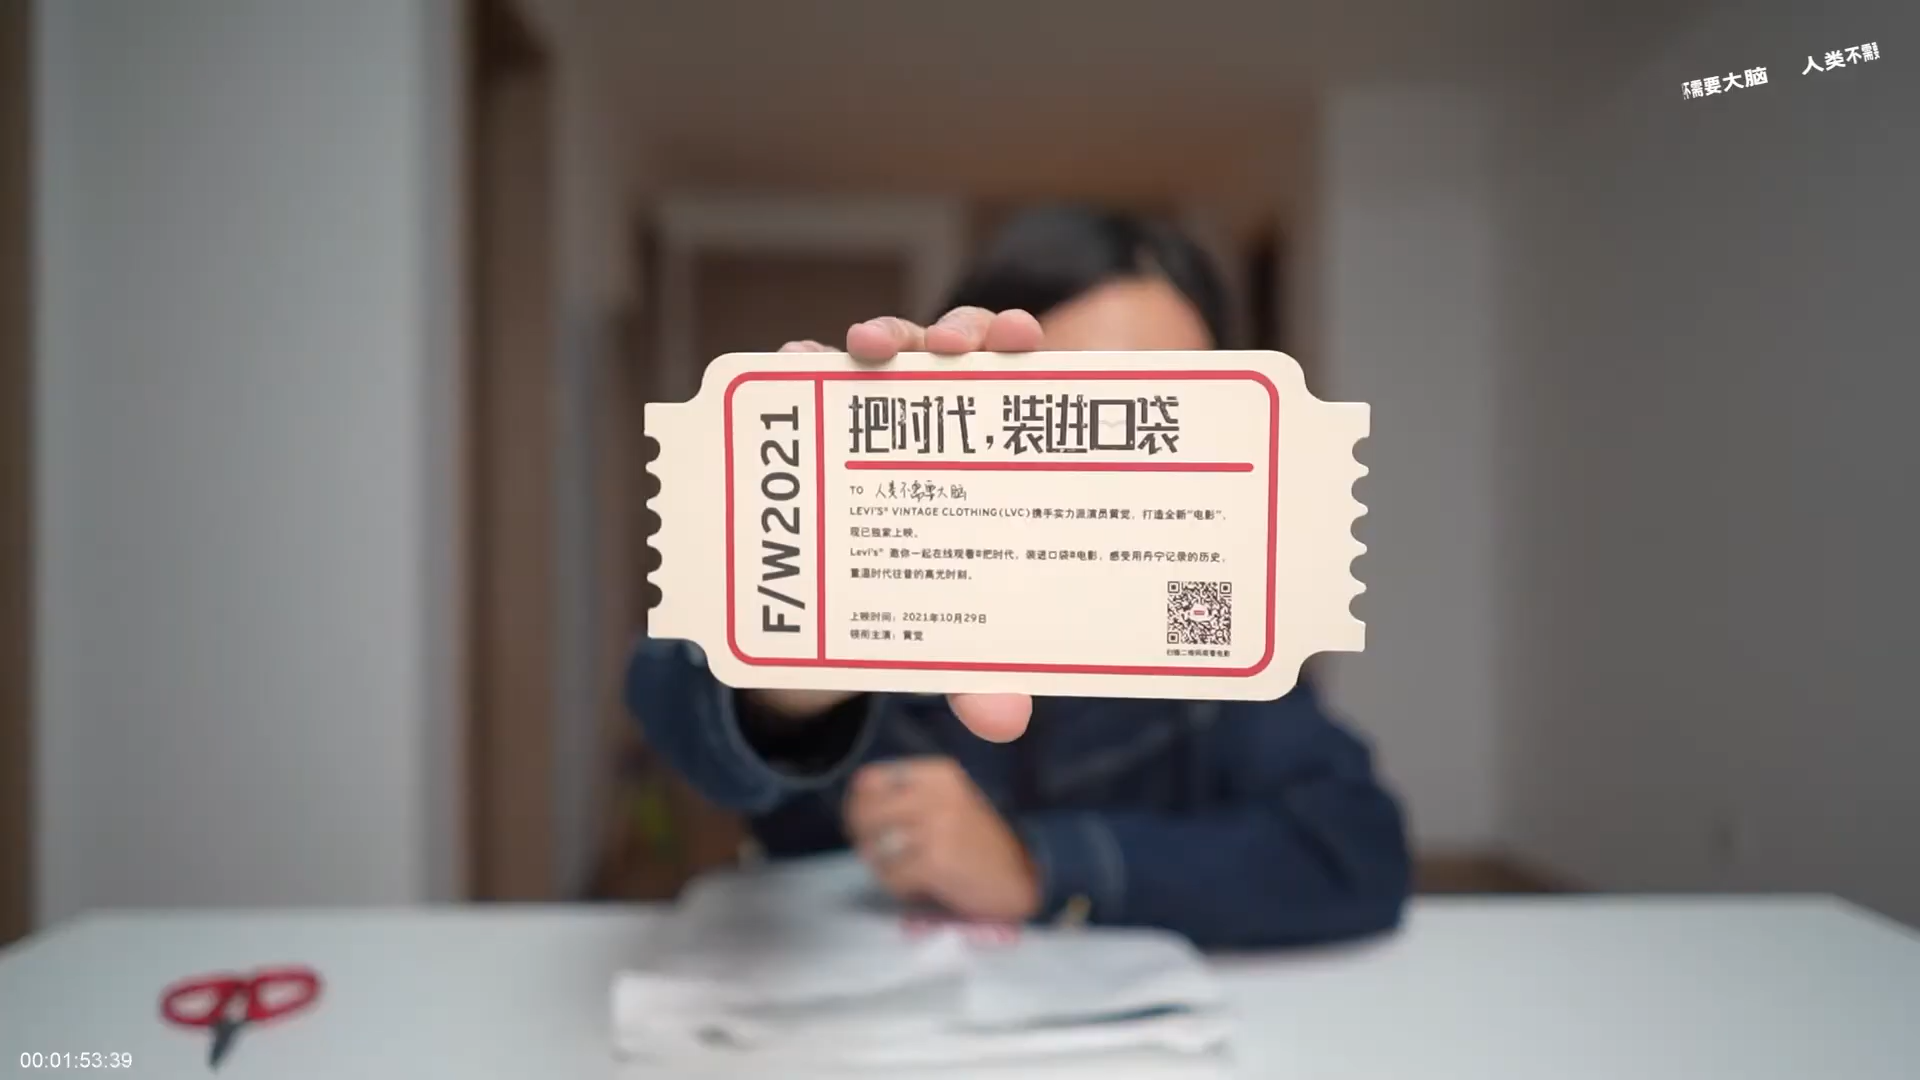 不需要大脑 人类不需
把时代，装进口袋
F/W2021
TO 人类不需要大脑
LEVI'S® VINTAGE CLOTHING(LVC)携手实力派演员黄觉，打造全新“电影”，
现已独家上映。
Levi's® 邀你一起在线观看#把时代，装进口袋#电影，感受用丹宁记录的历史，
重温时代往昔的高光时刻。
上映时间：2021年10月29日
领衔主演：黄觉
扫描二维码观看电影
00:01:53:39